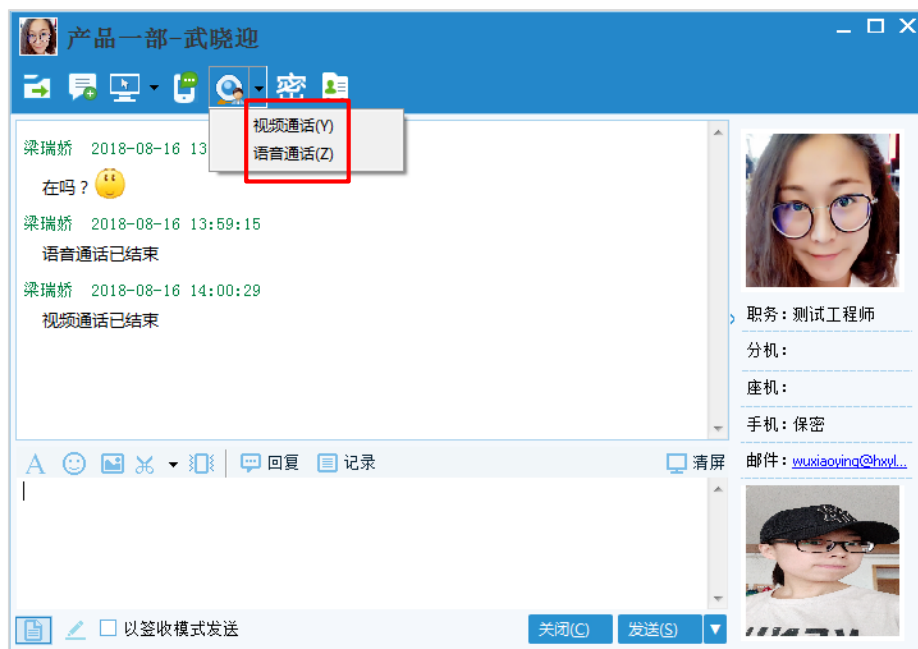 产品一部-武晓迎
密
视频通话(Y)
语音通话(Z)
梁瑞娇 2018-08-16 13
在吗？
梁瑞娇 2018-08-16 13:59:15
语音通话已结束
梁瑞娇 2018-08-16 14:00:29
视频通话已结束
职务：测试工程师
分机：
座机：
手机：保密
邮件：wuxiaoying@hxyl...
A 回复 记录 清屏
以签收模式发送 关闭(C) 发送(S)